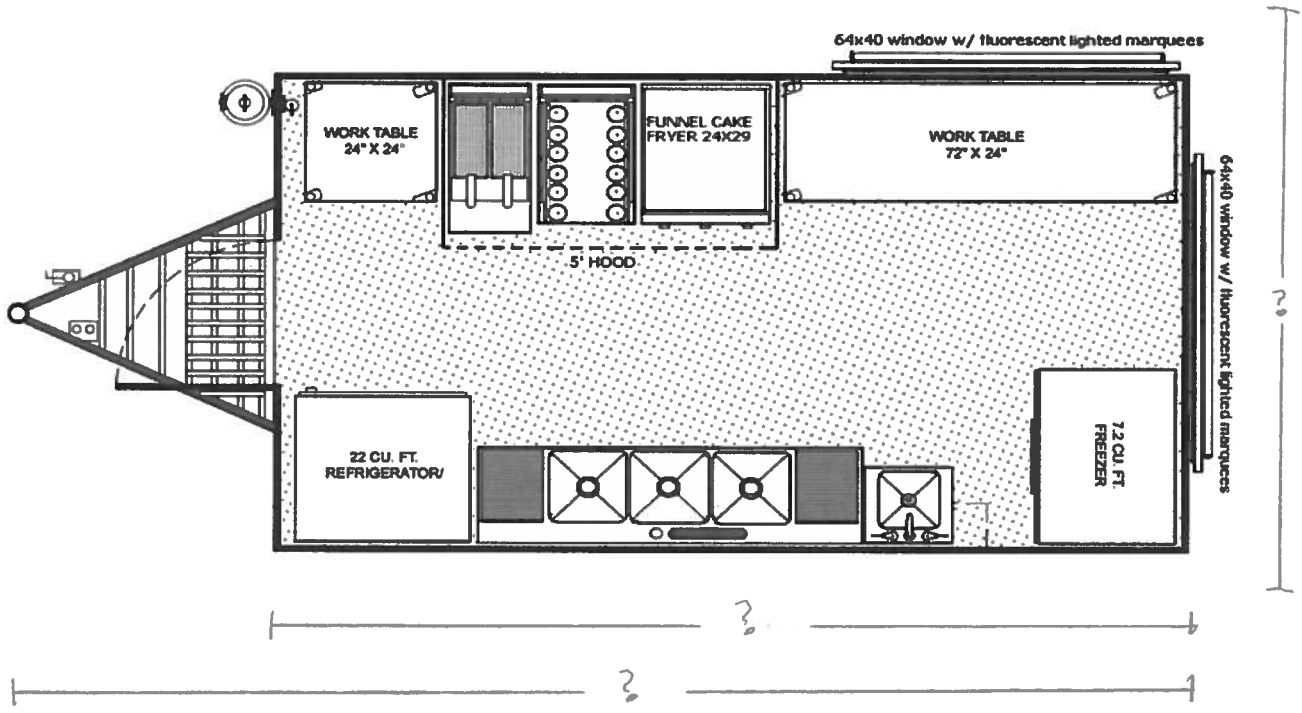 64x40 window w/ fluorescent lighted marquees
WORK TABLE
24" X 24"
FUNNEL CAKE
FRYER 24X29
WORK TABLE
72" X 24"
64x40 window w/ fluorescent lighted marquees
5' HOOD
?
22 CU. FT.
REFRIGERATOR/
7.2 CU. FT.
FREEZER
?
?